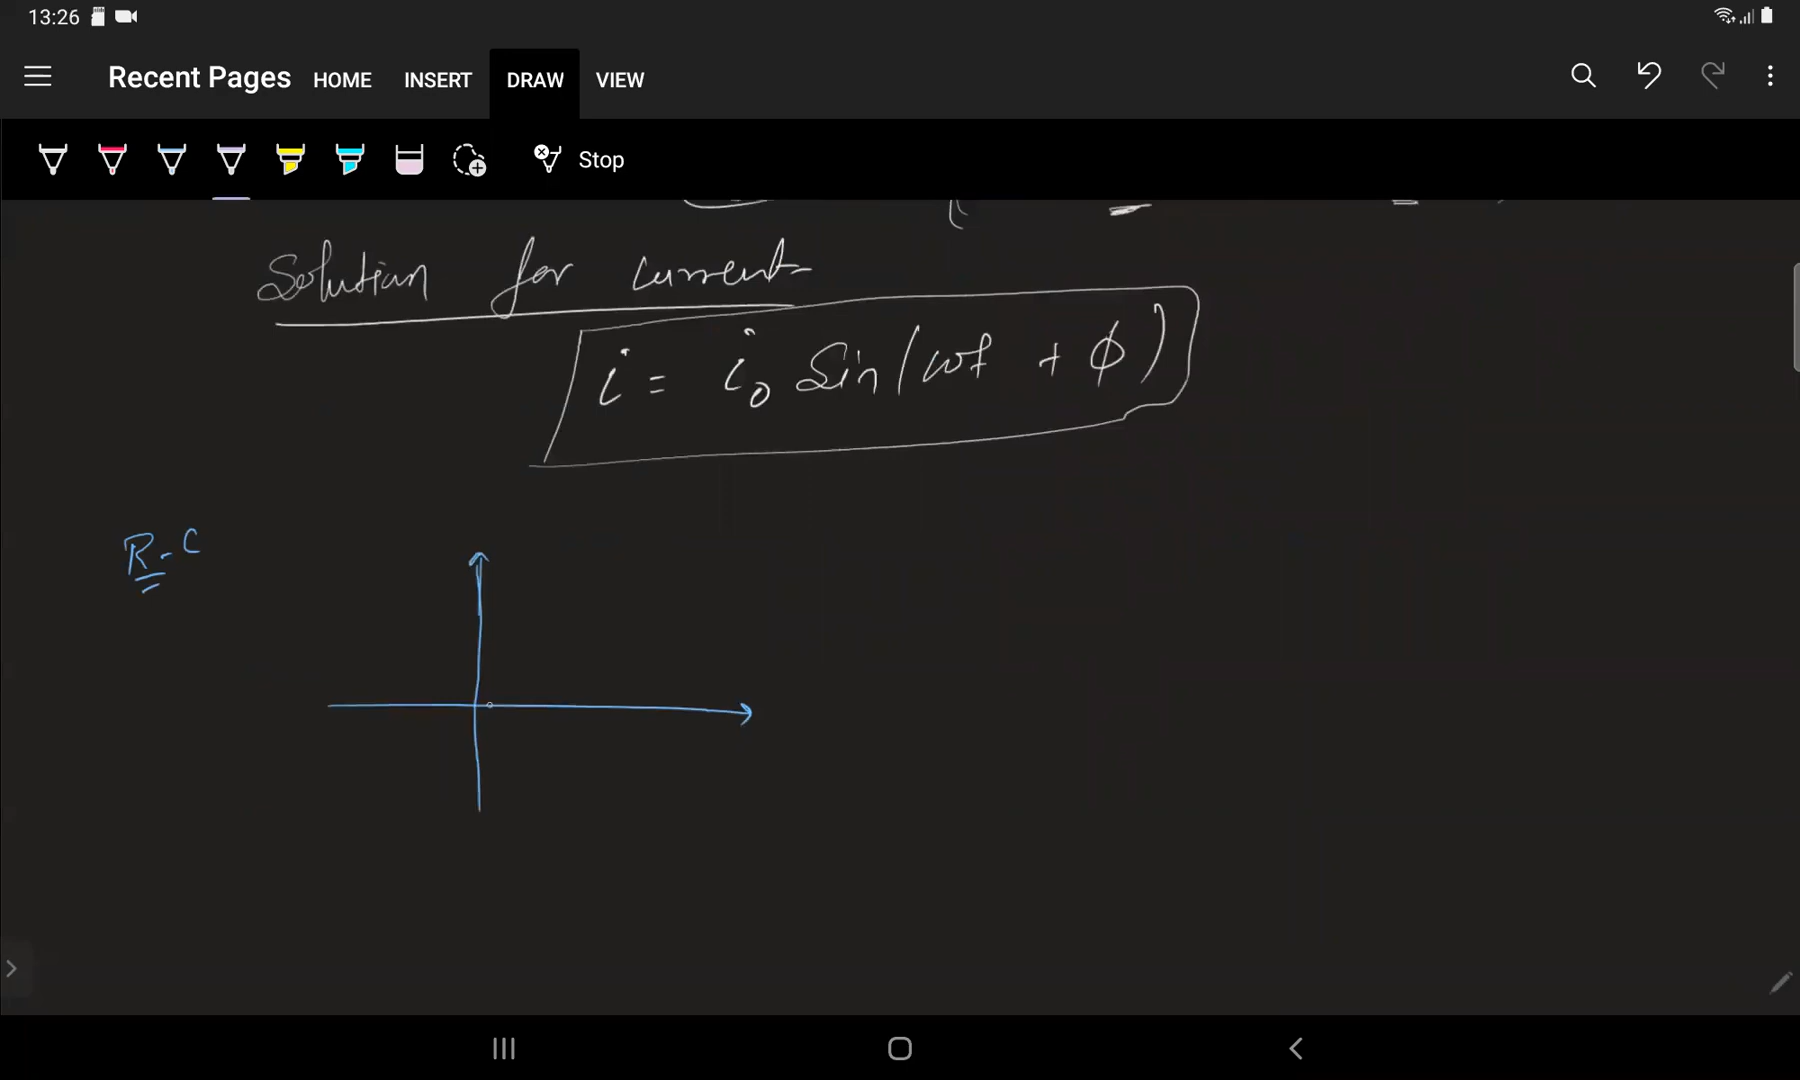 13:26
Recent Pages HOME INSERT DRAW VIEW
Stop
Solution for current
i = i₀ Sin(ωt + ϕ)
R-C